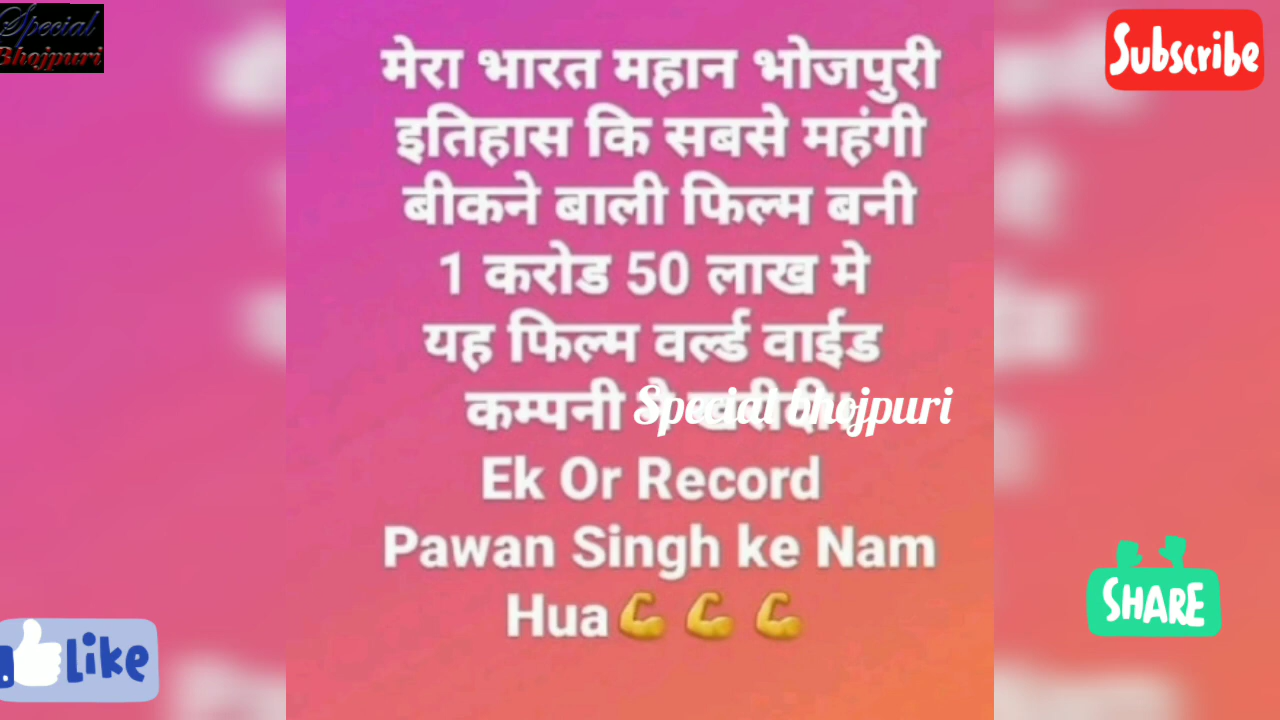 Special
Bhojpuri
Subscribe
मेरा भारत महान भोजपुरी
इतिहास कि सबसे महंगी
बीकने बाली फिल्म बनी
1 करोड 50 लाख मे
यह फिल्म वर्ल्ड वाईड
कम्पनी
Special bhojpuri
Ek Or Record
Pawan Singh ke Nam
Hua💪💪💪
SHARE
Like